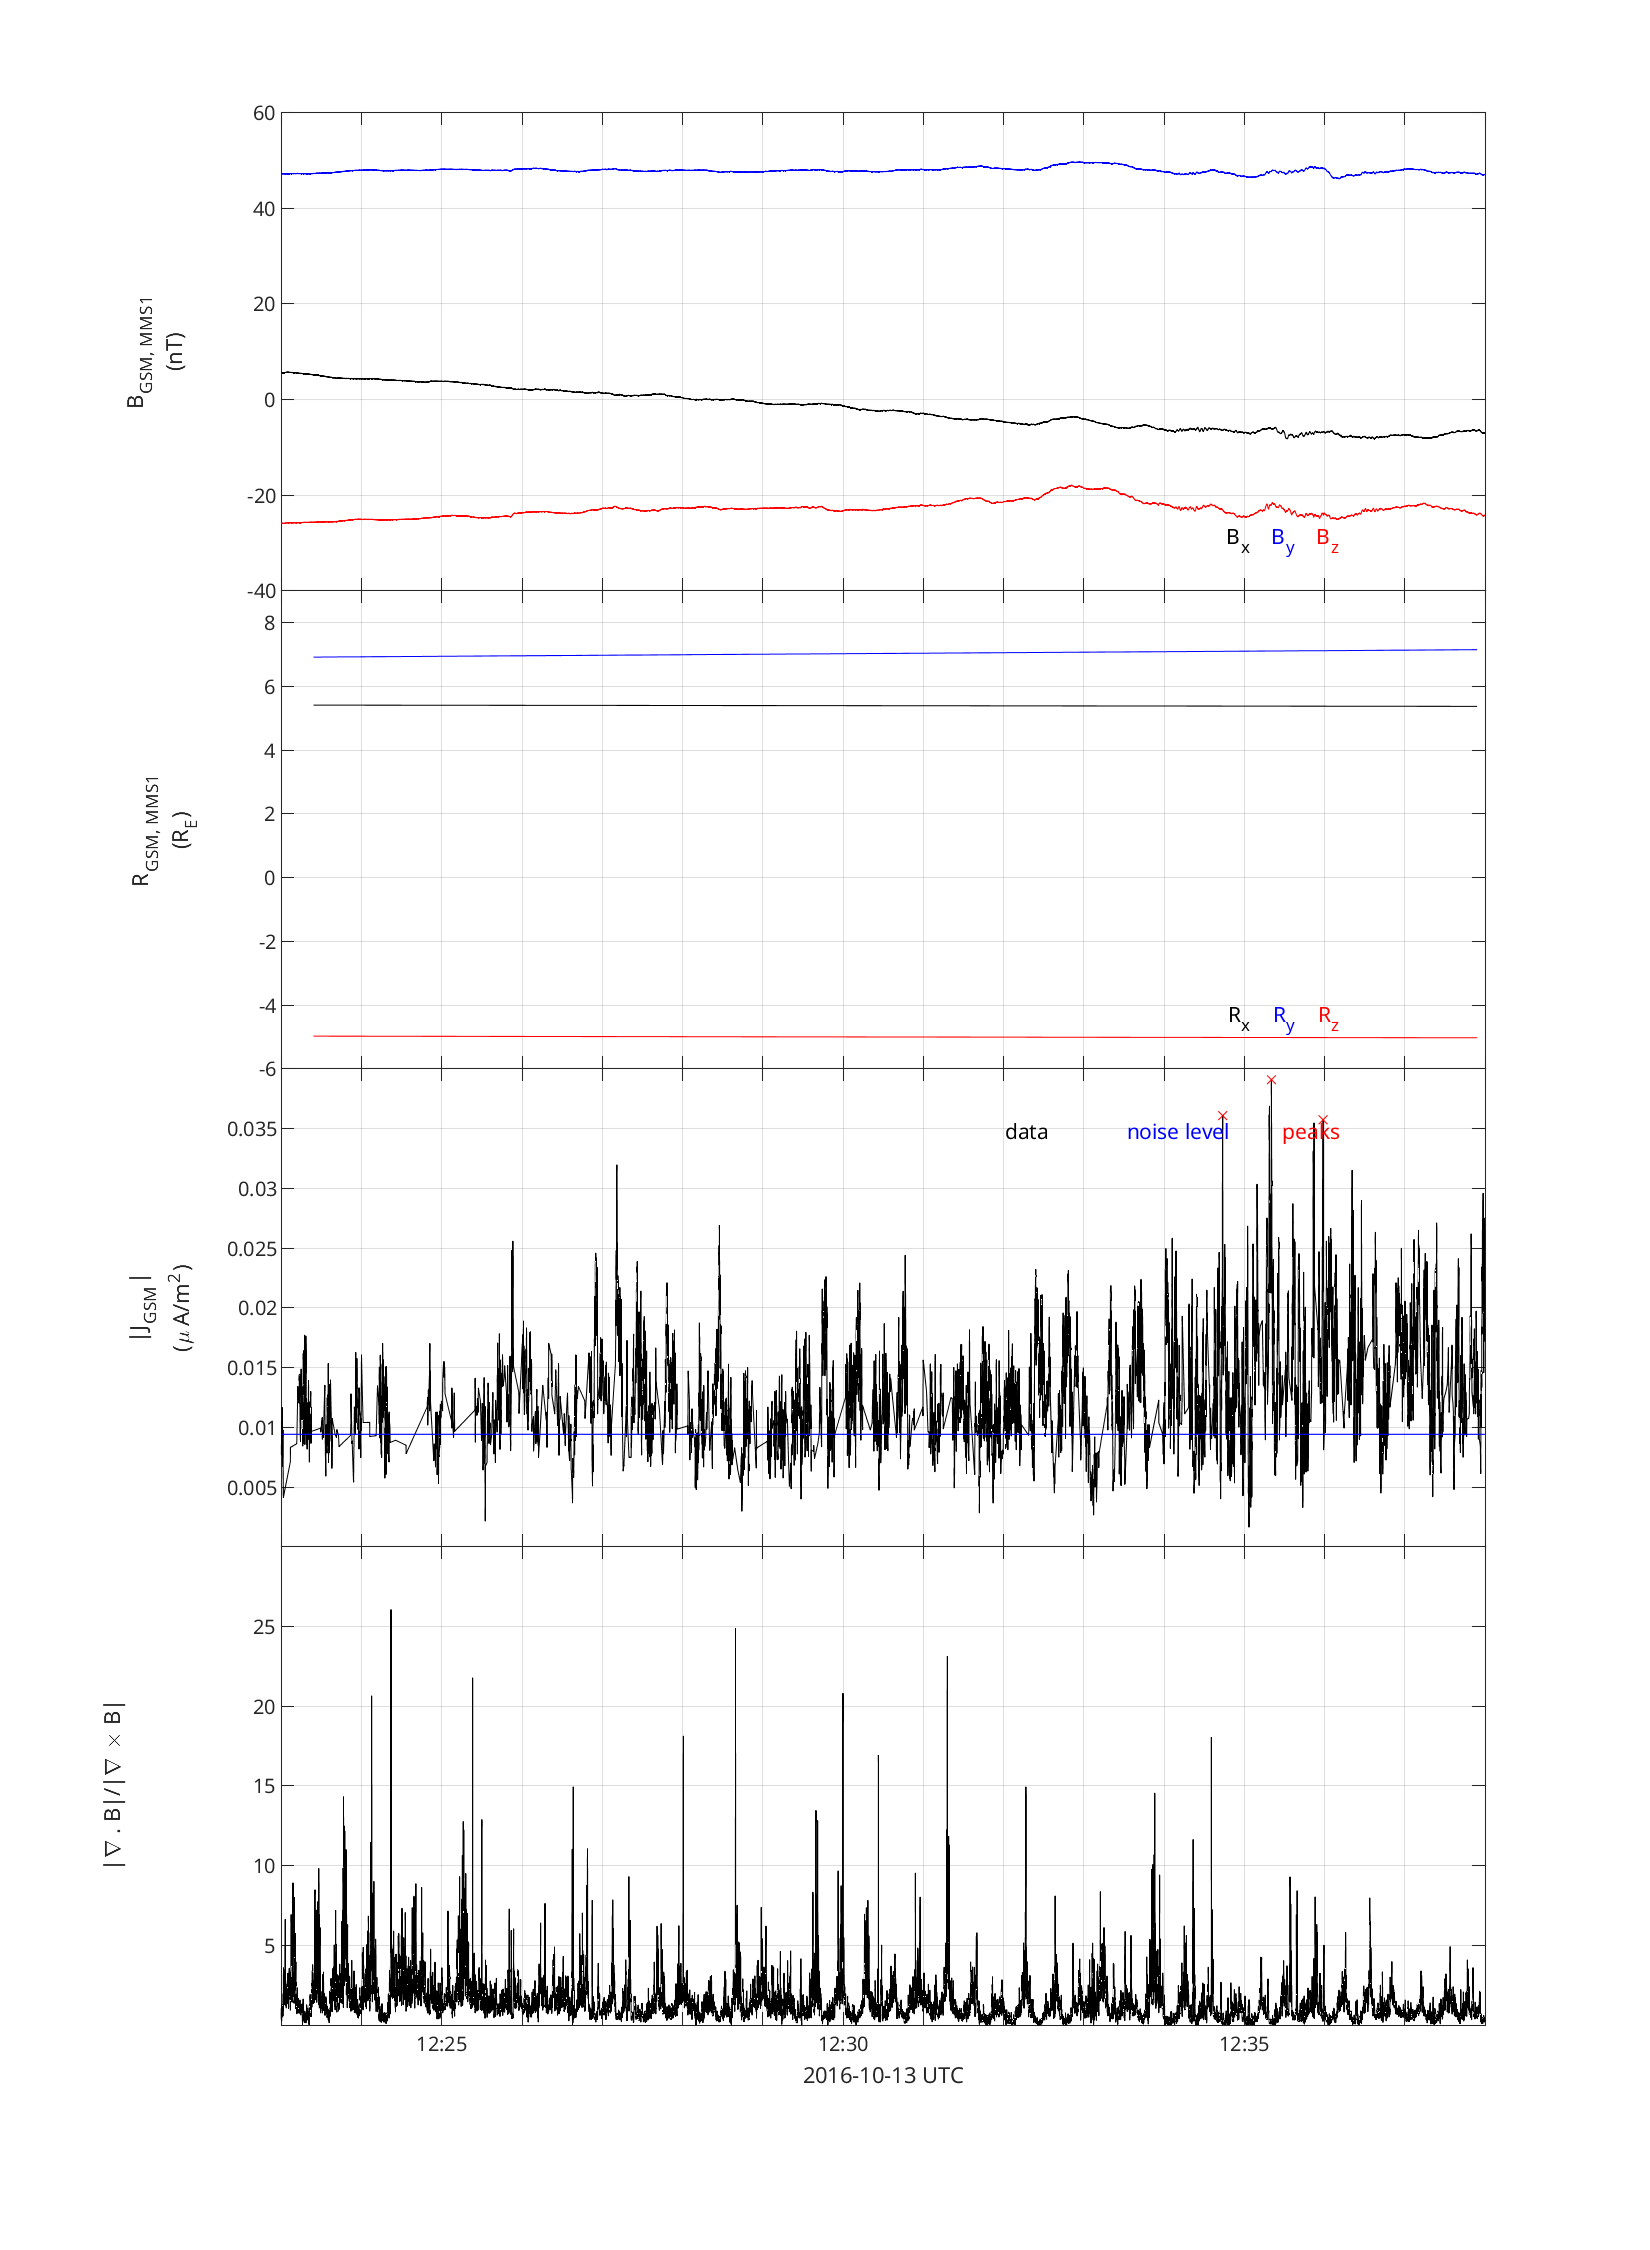 60
40
20
0
-20
-40
B_GSM, MMS1
(nT)
B_x B_y B_z
8
6
4
2
0
-2
-4
-6
R_GSM, MMS1
(R_E)
R_x R_y R_z
0.035
0.03
0.025
0.02
0.015
0.01
0.005
|J_GSM|
(μ A/m²)
data noise level peaks
25
20
15
10
5
|∇ . B|/|∇ × B|
12:25 12:30 12:35
2016-10-13 UTC